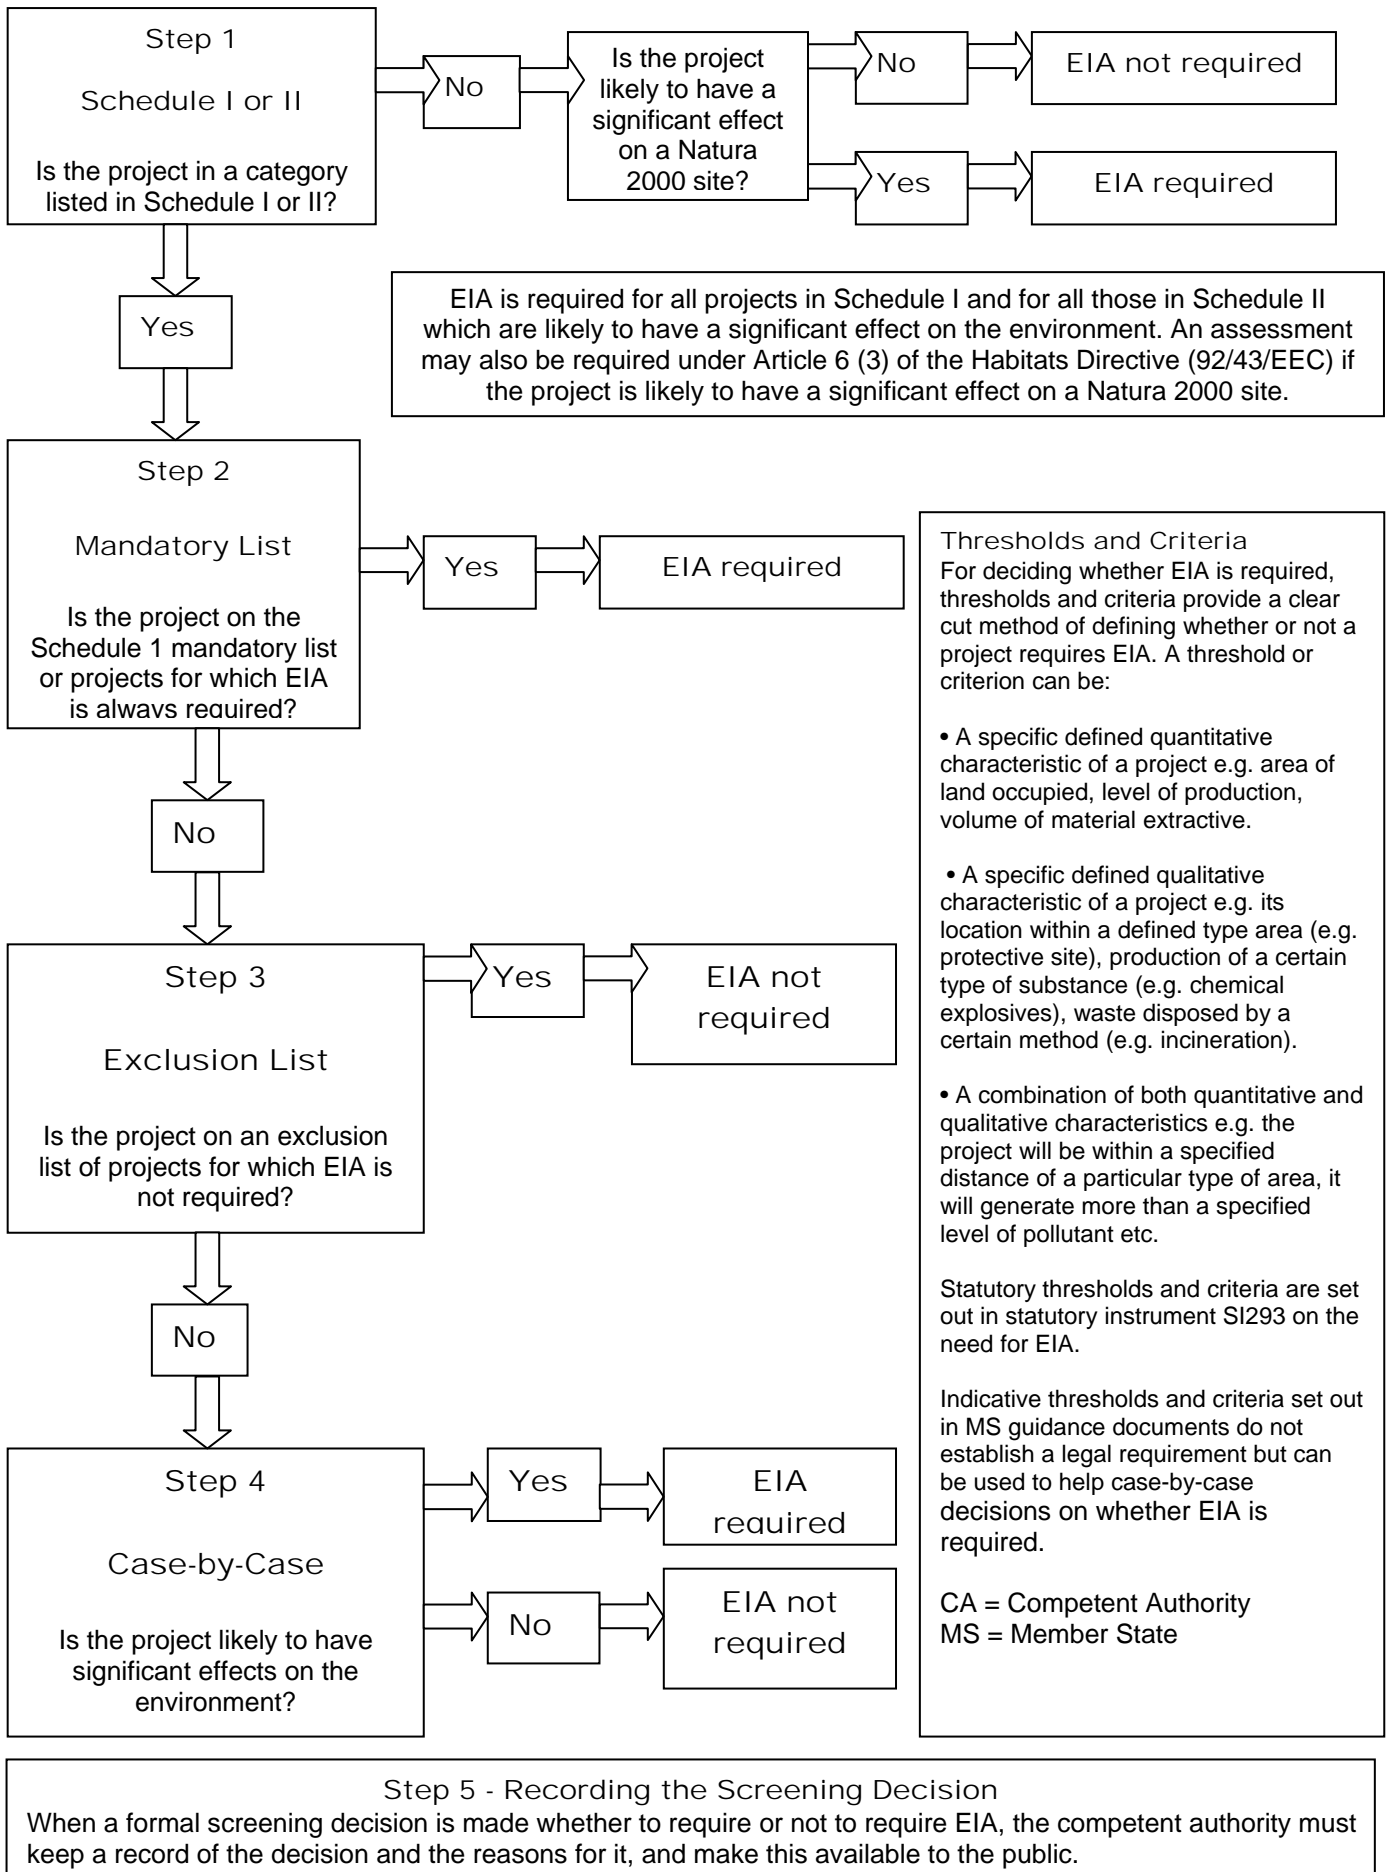 Step 1
Schedule I or II
Is the project in a category
listed in Schedule I or II?
No
Is the project
likely to have a
significant effect
on a Natura
2000 site?
No
EIA not required
Yes
EIA required
Yes
EIA is required for all projects in Schedule I and for all those in Schedule II
which are likely to have a significant effect on the environment. An assessment
may also be required under Article 6 (3) of the Habitats Directive (92/43/EEC) if
the project is likely to have a significant effect on a Natura 2000 site.
Step 2
Mandatory List
Is the project on the
Schedule 1 mandatory list
or projects for which EIA
is always required?
Yes
EIA required
No
Step 3
Exclusion List
Is the project on an exclusion
list of projects for which EIA is
not required?
Yes
EIA not
required
No
Step 4
Case-by-Case
Is the project likely to have
significant effects on the
environment?
Yes
EIA
required
No
EIA not
required
Thresholds and Criteria
For deciding whether EIA is required,
thresholds and criteria provide a clear
cut method of defining whether or not a
project requires EIA. A threshold or
criterion can be:
• A specific defined quantitative
characteristic of a project e.g. area of
land occupied, level of production,
volume of material extractive.
• A specific defined qualitative
characteristic of a project e.g. its
location within a defined type area (e.g.
protective site), production of a certain
type of substance (e.g. chemical
explosives), waste disposed by a
certain method (e.g. incineration).
• A combination of both quantitative and
qualitative characteristics e.g. the
project will be within a specified
distance of a particular type of area, it
will generate more than a specified
level of pollutant etc.
Statutory thresholds and criteria are set
out in statutory instrument SI293 on the
need for EIA.
Indicative thresholds and criteria set out
in MS guidance documents do not
establish a legal requirement but can
be used to help case-by-case
decisions on whether EIA is
required.
CA = Competent Authority
MS = Member State
Step 5 - Recording the Screening Decision
When a formal screening decision is made whether to require or not to require EIA, the competent authority must
keep a record of the decision and the reasons for it, and make this available to the public.